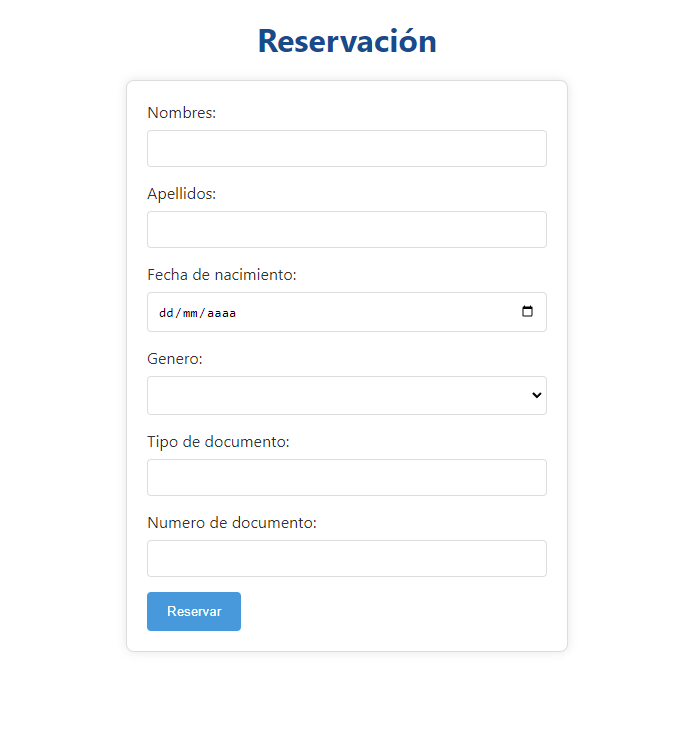 Reservación
Nombres:
Apellidos:
Fecha de nacimiento:
dd/mm/aaaa
Genero:
Tipo de documento:
Numero de documento:
Reservar